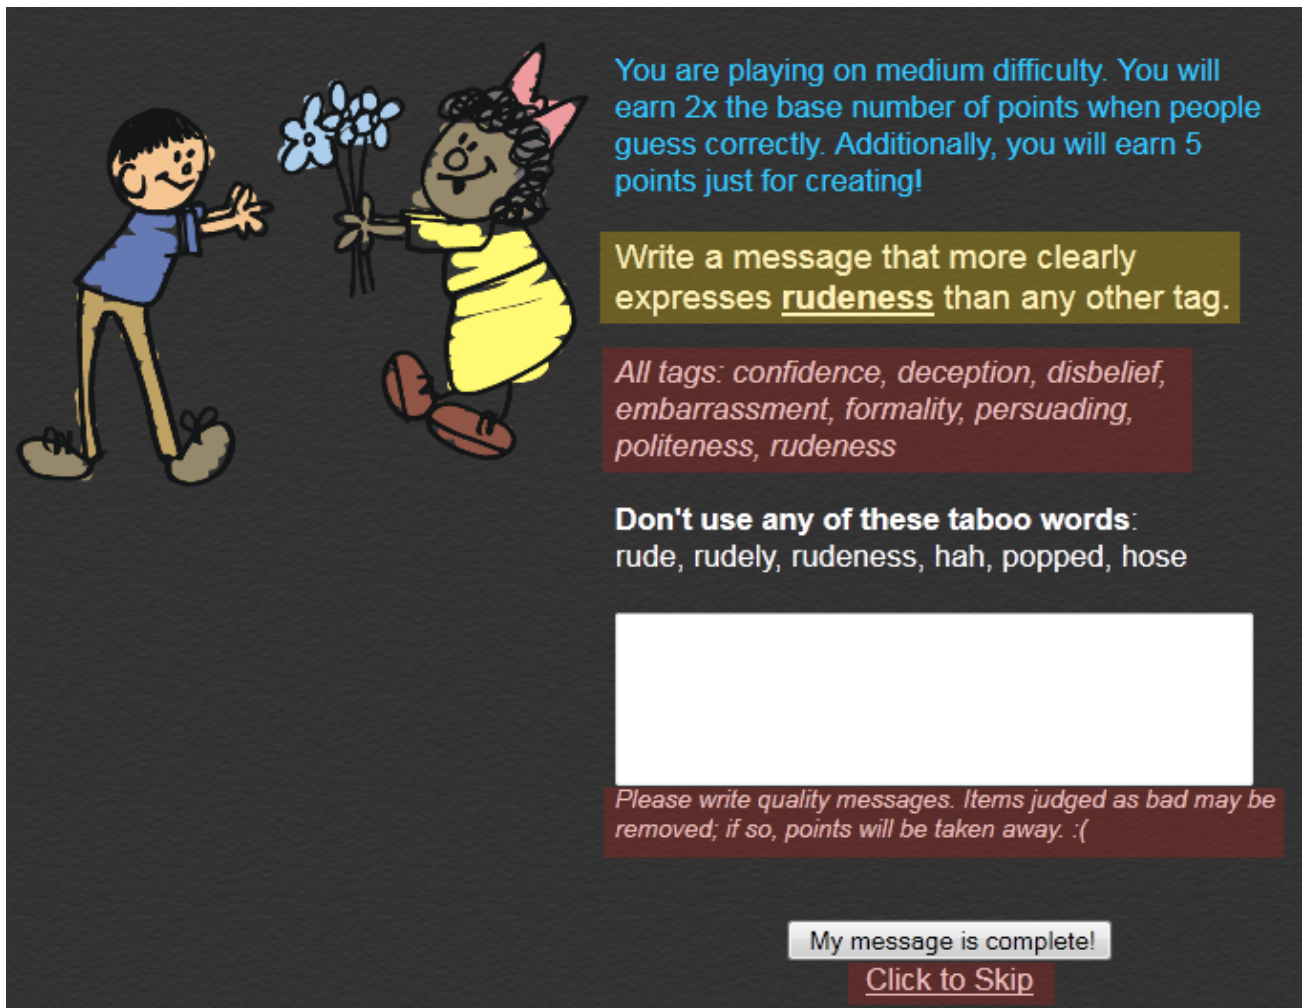 You are playing on medium difficulty. You will
earn 2x the base number of points when people
guess correctly. Additionally, you will earn 5
points just for creating!
Write a message that more clearly
expresses rudeness than any other tag.
All tags: confidence, deception, disbelief,
embarrassment, formality, persuading,
politeness, rudeness
Don't use any of these taboo words:
rude, rudely, rudeness, hah, popped, hose
Please write quality messages. Items judged as bad may be
removed; if so, points will be taken away. :(
My message is complete!
Click to Skip